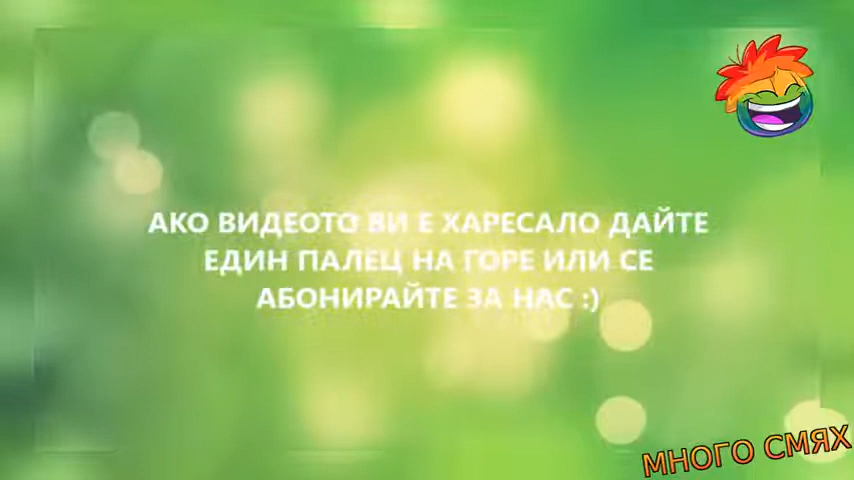 АКО ВИДЕОТО ВИ Е ХАРЕСАЛО ДАЙТЕ
ЕДИН ПАЛЕЦ НА ГОРЕ ИЛИ СЕ
АБОНИРАЙТЕ ЗА НАС :)
МНОГО СМЯХ